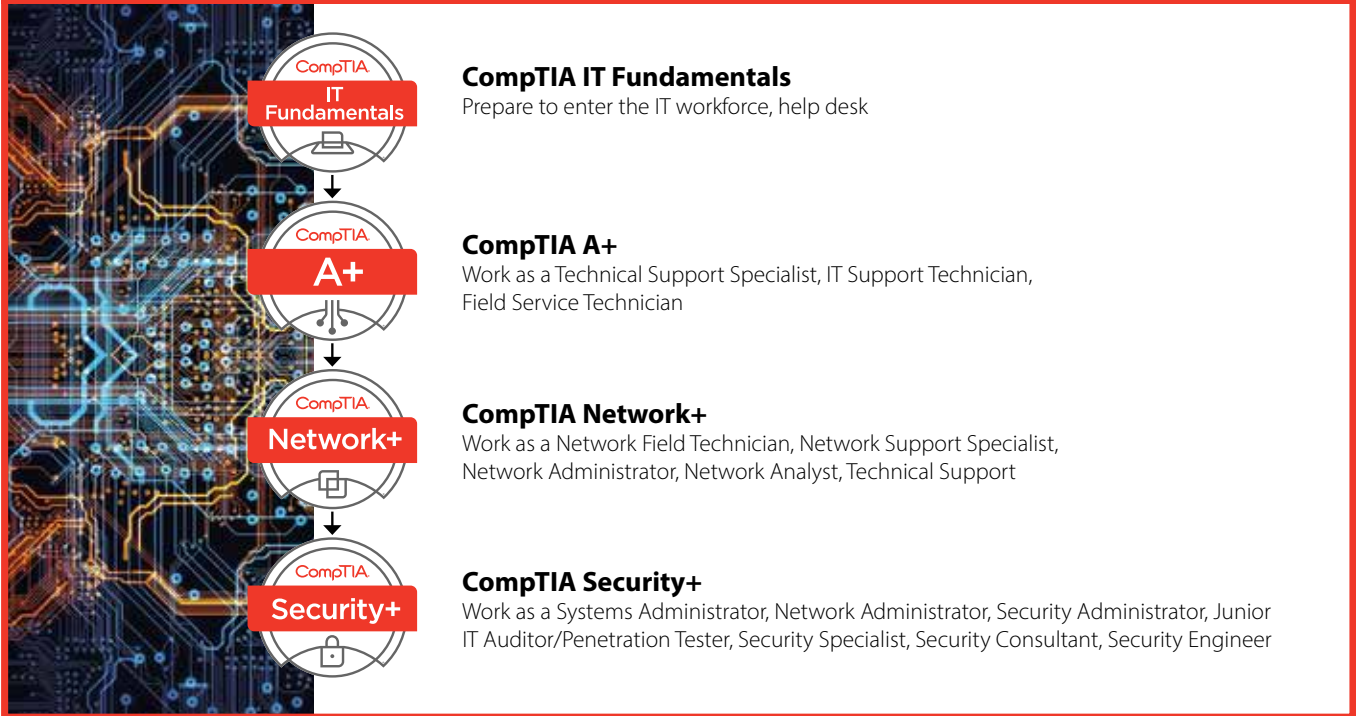 CompTIA.
IT
Fundamentals
CompTIA IT Fundamentals
Prepare to enter the IT workforce, help desk
CompTIA.
A+
CompTIA A+
Work as a Technical Support Specialist, IT Support Technician,
Field Service Technician
CompTIA.
Network+
CompTIA Network+
Work as a Network Field Technician, Network Support Specialist,
Network Administrator, Network Analyst, Technical Support
CompTIA.
Security+
CompTIA Security+
Work as a Systems Administrator, Network Administrator, Security Administrator, Junior
IT Auditor/Penetration Tester, Security Specialist, Security Consultant, Security Engineer